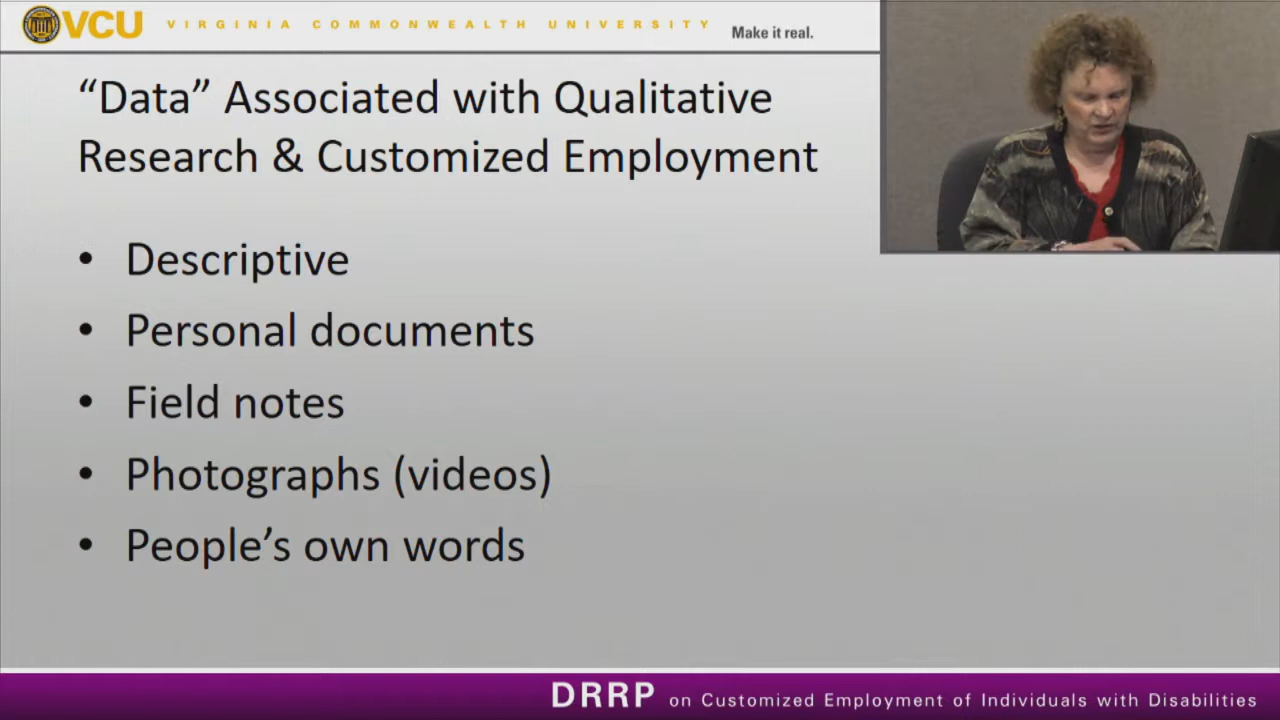 VCU VIRGINIA COMMONWEALTH UNIVERSITY Make it real.
“Data” Associated with Qualitative
Research & Customized Employment
• Descriptive
• Personal documents
• Field notes
• Photographs (videos)
• People’s own words
DRRP on Customized Employment of Individuals with Disabilities